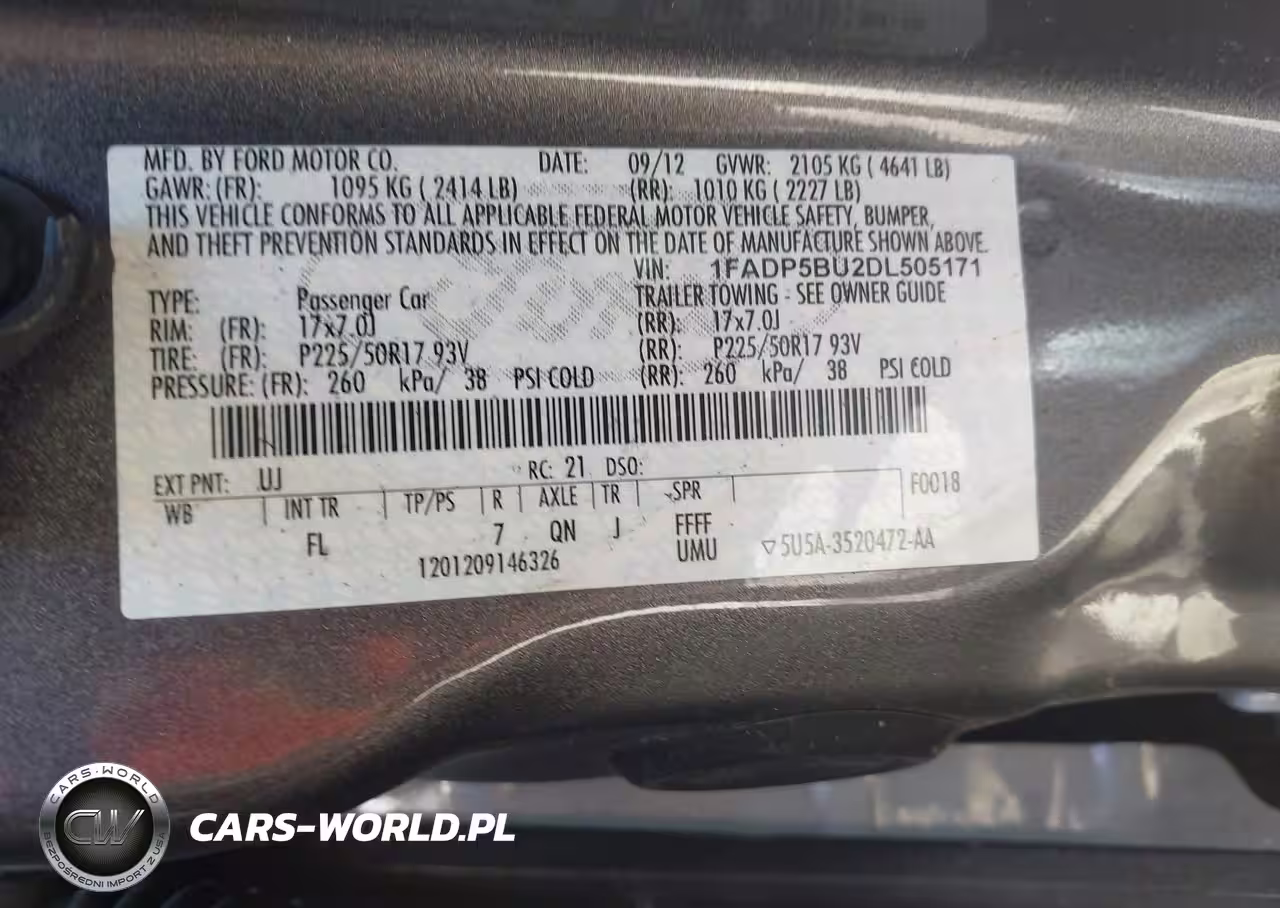 MFD. BY FORD MOTOR CO. DATE: 09/12 GVWR: 2105 KG ( 4641 LB)
GAWR: (FR): 1095 KG ( 2414 LB) (RR): 1010 KG ( 2227 LB)
THIS VEHICLE CONFORMS TO ALL APPLICABLE FEDERAL MOTOR VEHICLE SAFETY, BUMPER,
AND THEFT PREVENTION STANDARDS IN EFFECT ON THE DATE OF MANUFACTURE SHOWN ABOVE.
VIN: 1FADP5BU2DL505171
TYPE: Passenger Car TRAILER TOWING - SEE OWNER GUIDE
RIM: (FR): 17x7.0J (RR): 17x7.0J
TIRE: (FR): P225/50R17 93V (RR): P225/50R17 93V
PRESSURE: (FR): 260 kPa/ 38 PSI COLD (RR): 260 kPa/ 38 PSI COLD
EXT PNT: UJ RC: 21 DSO:
WB INT TR TP/PS R AXLE TR SPR F0018
FL 7 QN J FFFF
1201209146326 UMU ▽5U5A-3520472-AA
CARS-WORLD
CW
BEZPOŚREDNI IMPORT Z USA
CARS-WORLD.PL